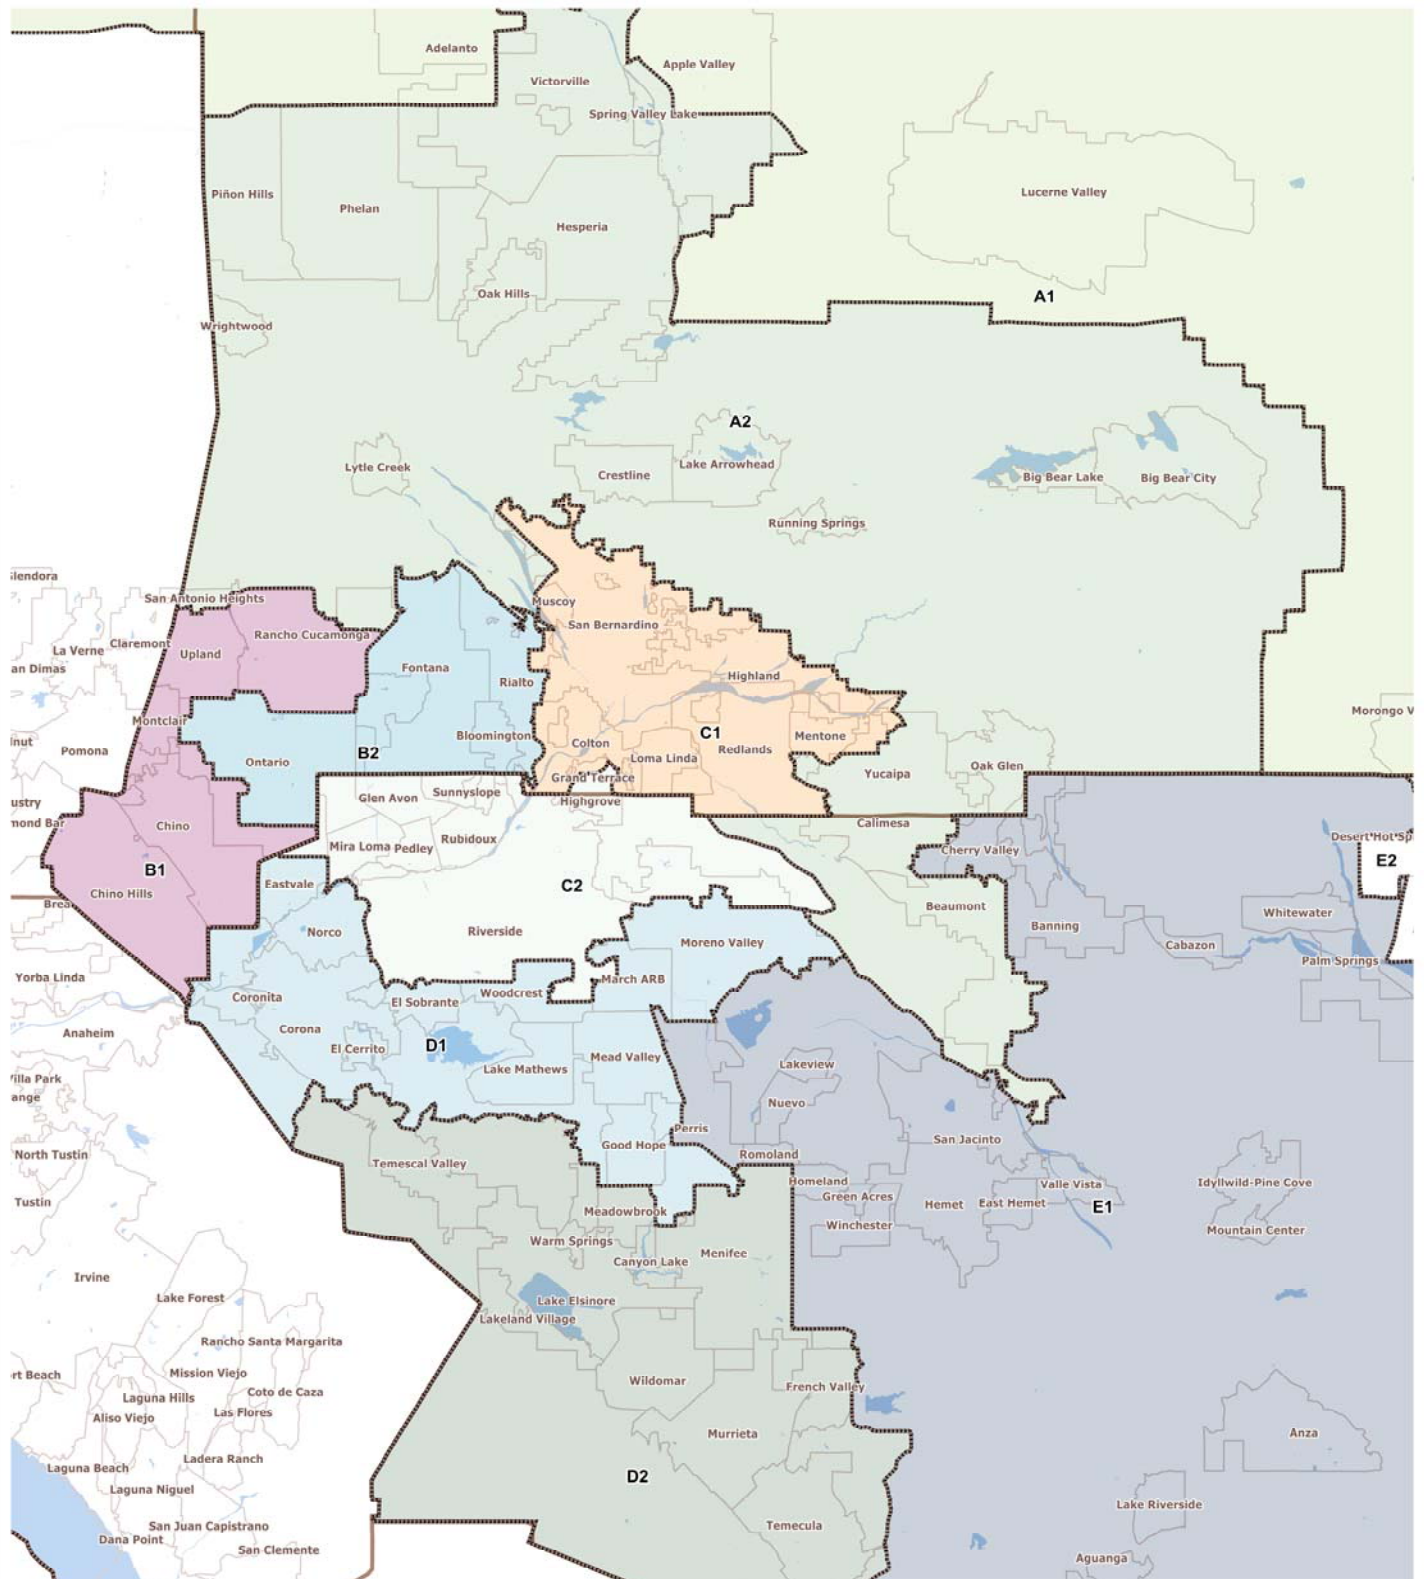 Adelanto
Apple Valley
Victorville
Spring Valley Lake
Piñon Hills
Phelan
Lucerne Valley
Hesperia
Oak Hills
A1
Wrightwood
A2
Lytle Creek
Crestline
Lake Arrowhead
Big Bear Lake
Big Bear City
Running Springs
Glendora
San Antonio Heights
Muscoy
San Bernardino
Rancho Cucamonga
La Verne
Claremont
Upland
an Dimas
Fontana
Rialto
Highland
Morongo V
Montclair
Pomona
Bloomington
C1
Colton
Redlands
Mentone
B2
Ontario
Loma Linda
Oak Glen
Yucaipa
Grand Terrace
Sunnyslope
Glen Avon
Highgrove
ustry
mond Bar
Chino
Calimesa
Desert Hot Sp
Rubidoux
Mira Loma
Pedley
Cherry Valley
E2
B1
Eastvale
C2
Chino Hills
Brea
Beaumont
Whitewater
Norco
Riverside
Banning
Moreno Valley
Cabazon
Palm Springs
Yorba Linda
March ARB
Woodcrest
Coronita
El Sobrante
Anaheim
Corona
El Cerrito
D1
Mead Valley
Lakeview
Lake Mathews
Villa Park
ange
Nuevo
Perris
Good Hope
San Jacinto
North Tustin
Romoland
Temescal Valley
Homeland
Valle Vista
Idyllwild-Pine Cove
Green Acres
Tustin
Hemet
East Hemet
E1
Meadowbrook
Winchester
Mountain Center
Warm Springs
Menifee
Canyon Lake
Irvine
Lake Forest
Lake Elsinore
Lakeland Village
Rancho Santa Margarita
Mission Viejo
rt Beach
Wildomar
French Valley
Laguna Hills
Coto de Caza
Las Flores
Aliso Viejo
Murrieta
Anza
Ladera Ranch
Laguna Beach
D2
Laguna Niguel
Lake Riverside
San Juan Capistrano
Temecula
Dana Point
San Clemente
Aguanga